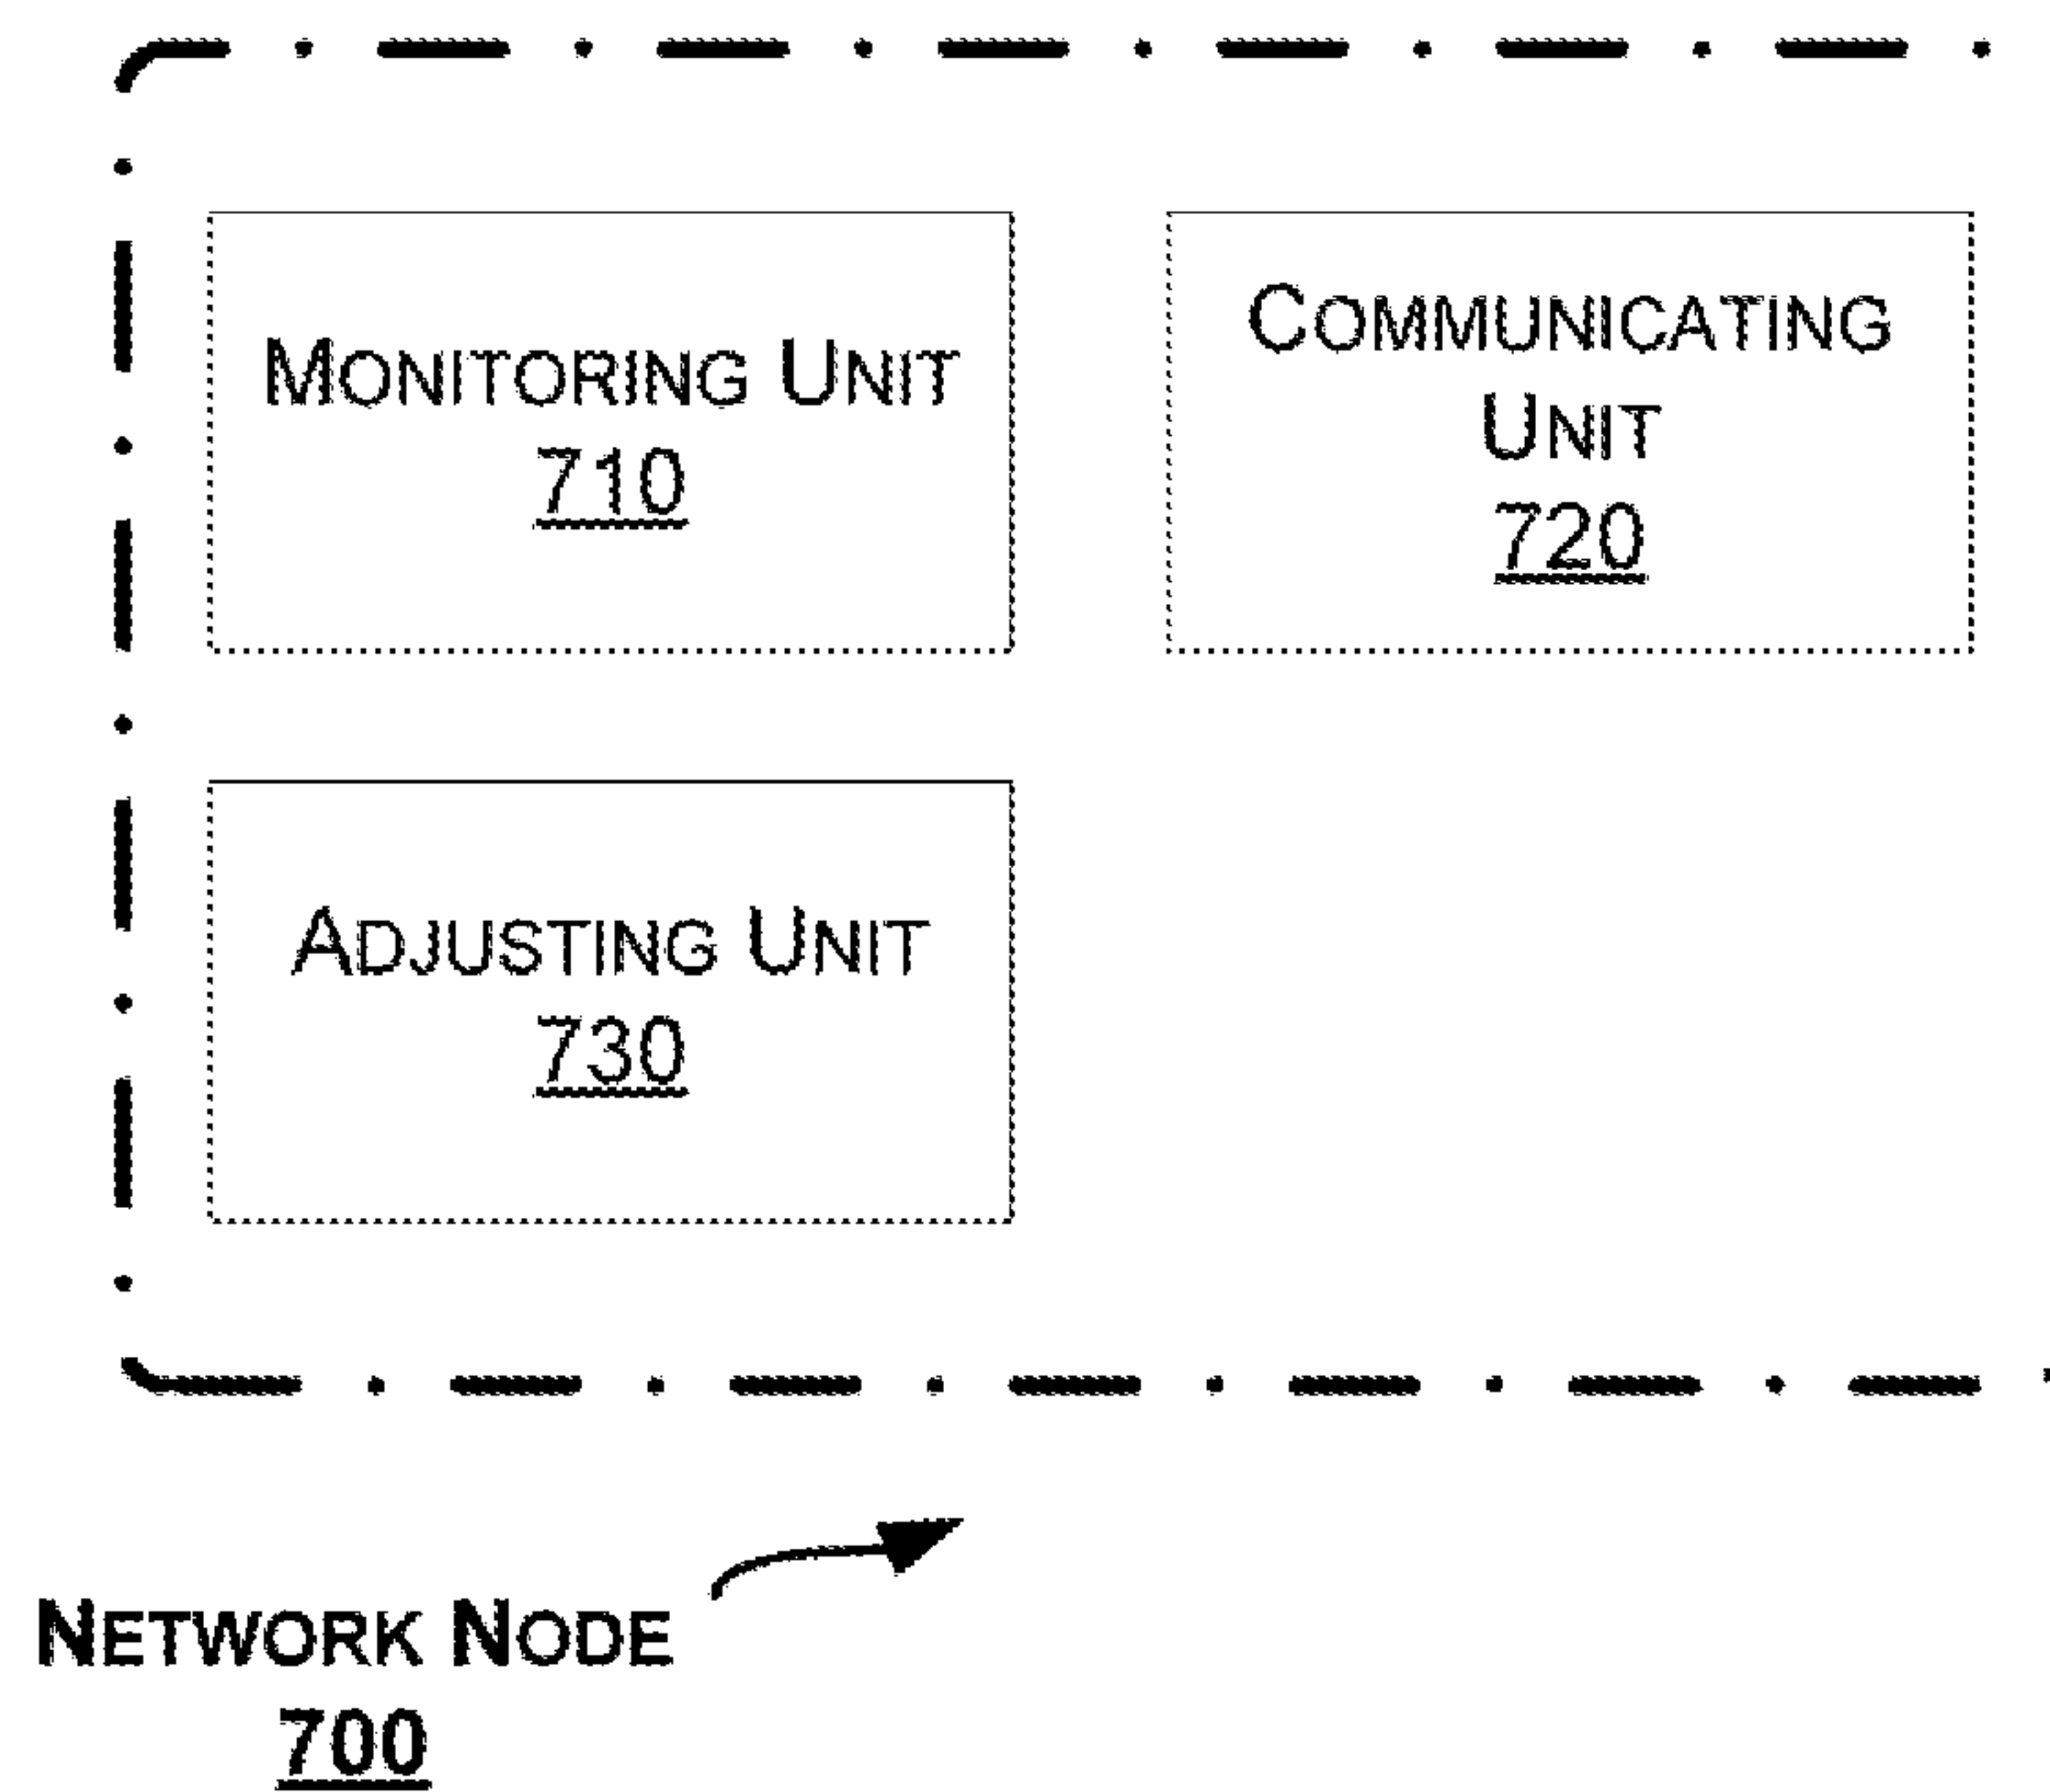 MONITORING UNIT
710
COMMUNICATING
UNIT
720
ADJUSTING UNIT
730
NETWORK NODE
700